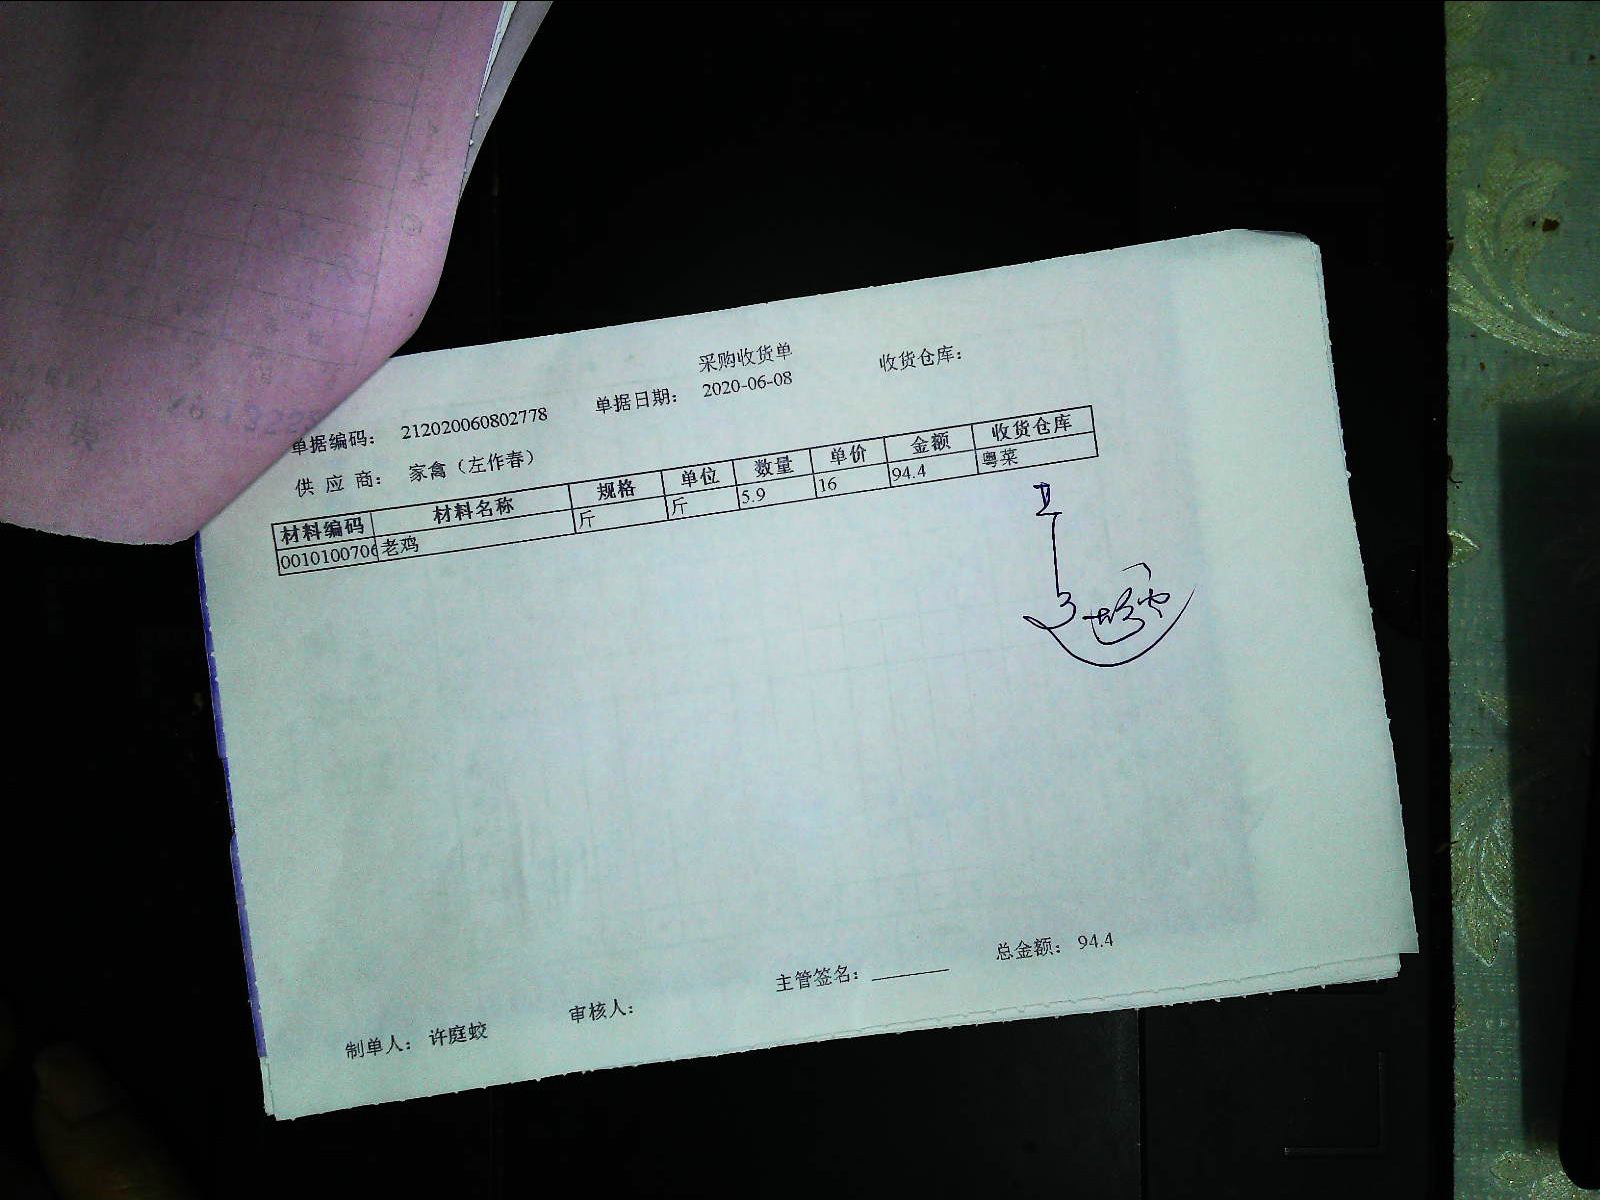 采购收货单
单据编码： 212020060802778 单据日期： 2020-06-08 收货仓库：
供 应 商： 家禽（左作春）
材料编码 材料名称 规格 单位 数量 单价 金额 收货仓库
0010100706 老鸡 斤 斤 5.9 16 94.4 粤菜
总金额： 94.4
制单人： 许庭蛟 审核人： 主管签名：